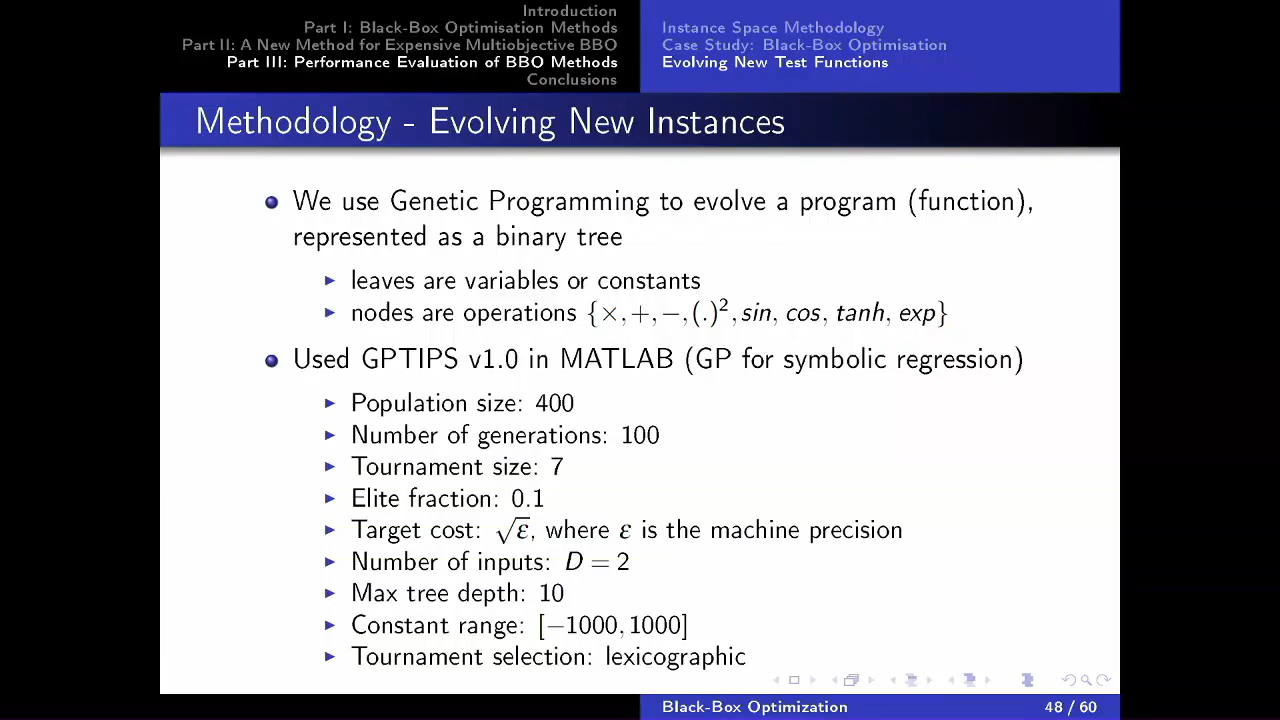 Introduction
Part I: Black-Box Optimisation Methods
Part II: A New Method for Expensive Multiobjective BBO
Part III: Performance Evaluation of BBO Methods
Conclusions
Instance Space Methodology
Case Study: Black-Box Optimisation
Evolving New Test Functions
Methodology - Evolving New Instances
We use Genetic Programming to evolve a program (function),
represented as a binary tree
leaves are variables or constants
nodes are operations {×, +, −, (.)², sin, cos, tanh, exp}
Used GPTIPS v1.0 in MATLAB (GP for symbolic regression)
Population size: 400
Number of generations: 100
Tournament size: 7
Elite fraction: 0.1
Target cost: √ε, where ε is the machine precision
Number of inputs: D = 2
Max tree depth: 10
Constant range: [−1000, 1000]
Tournament selection: lexicographic
Black-Box Optimization
48 / 60